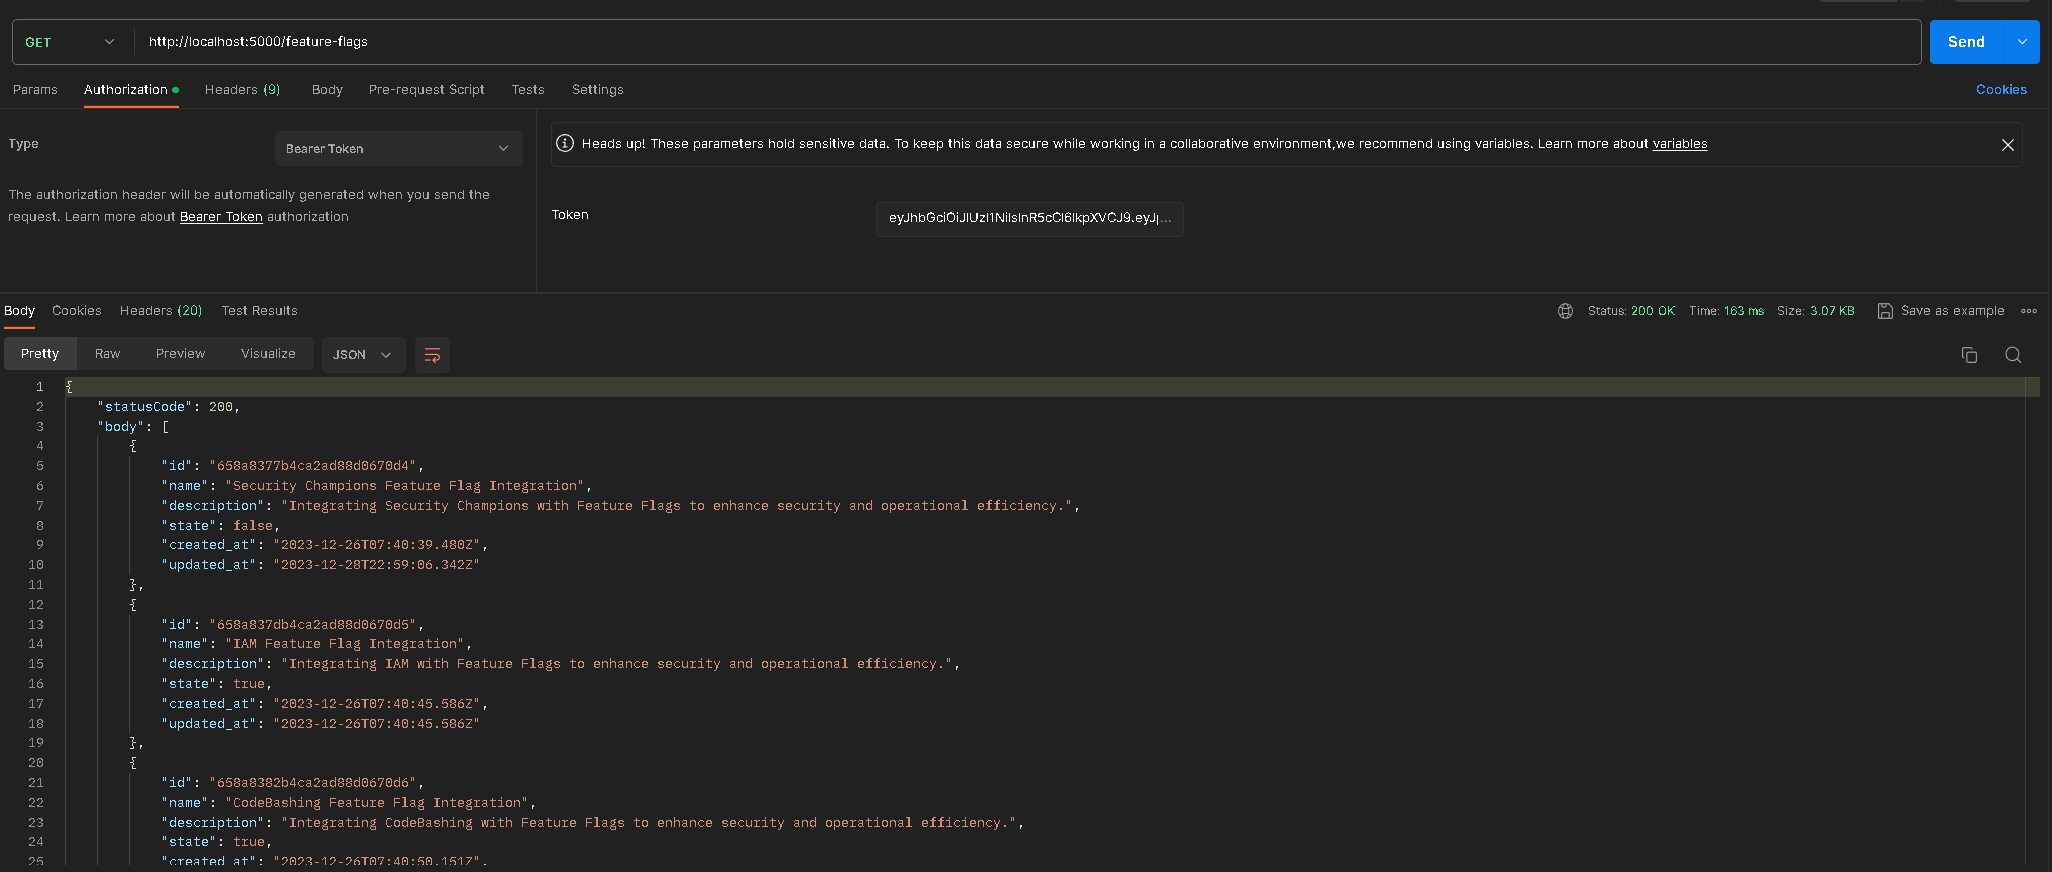 GET http://localhost:5000/feature-flags Send
Params Authorization Headers (9) Body Pre-request Script Tests Settings Cookies
Type Bearer Token
The authorization header will be automatically generated when you send the
request. Learn more about Bearer Token authorization
Heads up! These parameters hold sensitive data. To keep this data secure while working in a collaborative environment,we recommend using variables. Learn more about variables
Token
Body Cookies Headers (20) Test Results Status: 200 OK Time: 163 ms Size: 3.07 KB Save as example
Pretty Raw Preview Visualize JSON
1 {
2 "statusCode": 200,
3 "body": [
4 {
5 "id": "658a8377b4ca2ad88d0670d4",
6 "name": "Security Champions Feature Flag Integration",
7 "description": "Integrating Security Champions with Feature Flags to enhance security and operational efficiency.",
8 "state": false,
9 "created_at": "2023-12-26T07:40:39.480Z",
10 "updated_at": "2023-12-28T22:59:06.342Z"
11 },
12 {
13 "id": "658a837db4ca2ad88d0670d5",
14 "name": "IAM Feature Flag Integration",
15 "description": "Integrating IAM with Feature Flags to enhance security and operational efficiency.",
16 "state": true,
17 "created_at": "2023-12-26T07:40:45.586Z",
18 "updated_at": "2023-12-26T07:40:45.586Z"
19 },
20 {
21 "id": "658a8382b4ca2ad88d0670d6",
22 "name": "CodeBashing Feature Flag Integration",
23 "description": "Integrating CodeBashing with Feature Flags to enhance security and operational efficiency.",
24 "state": true,
25 "created_at": "2023-12-26T07:40:50.151Z",